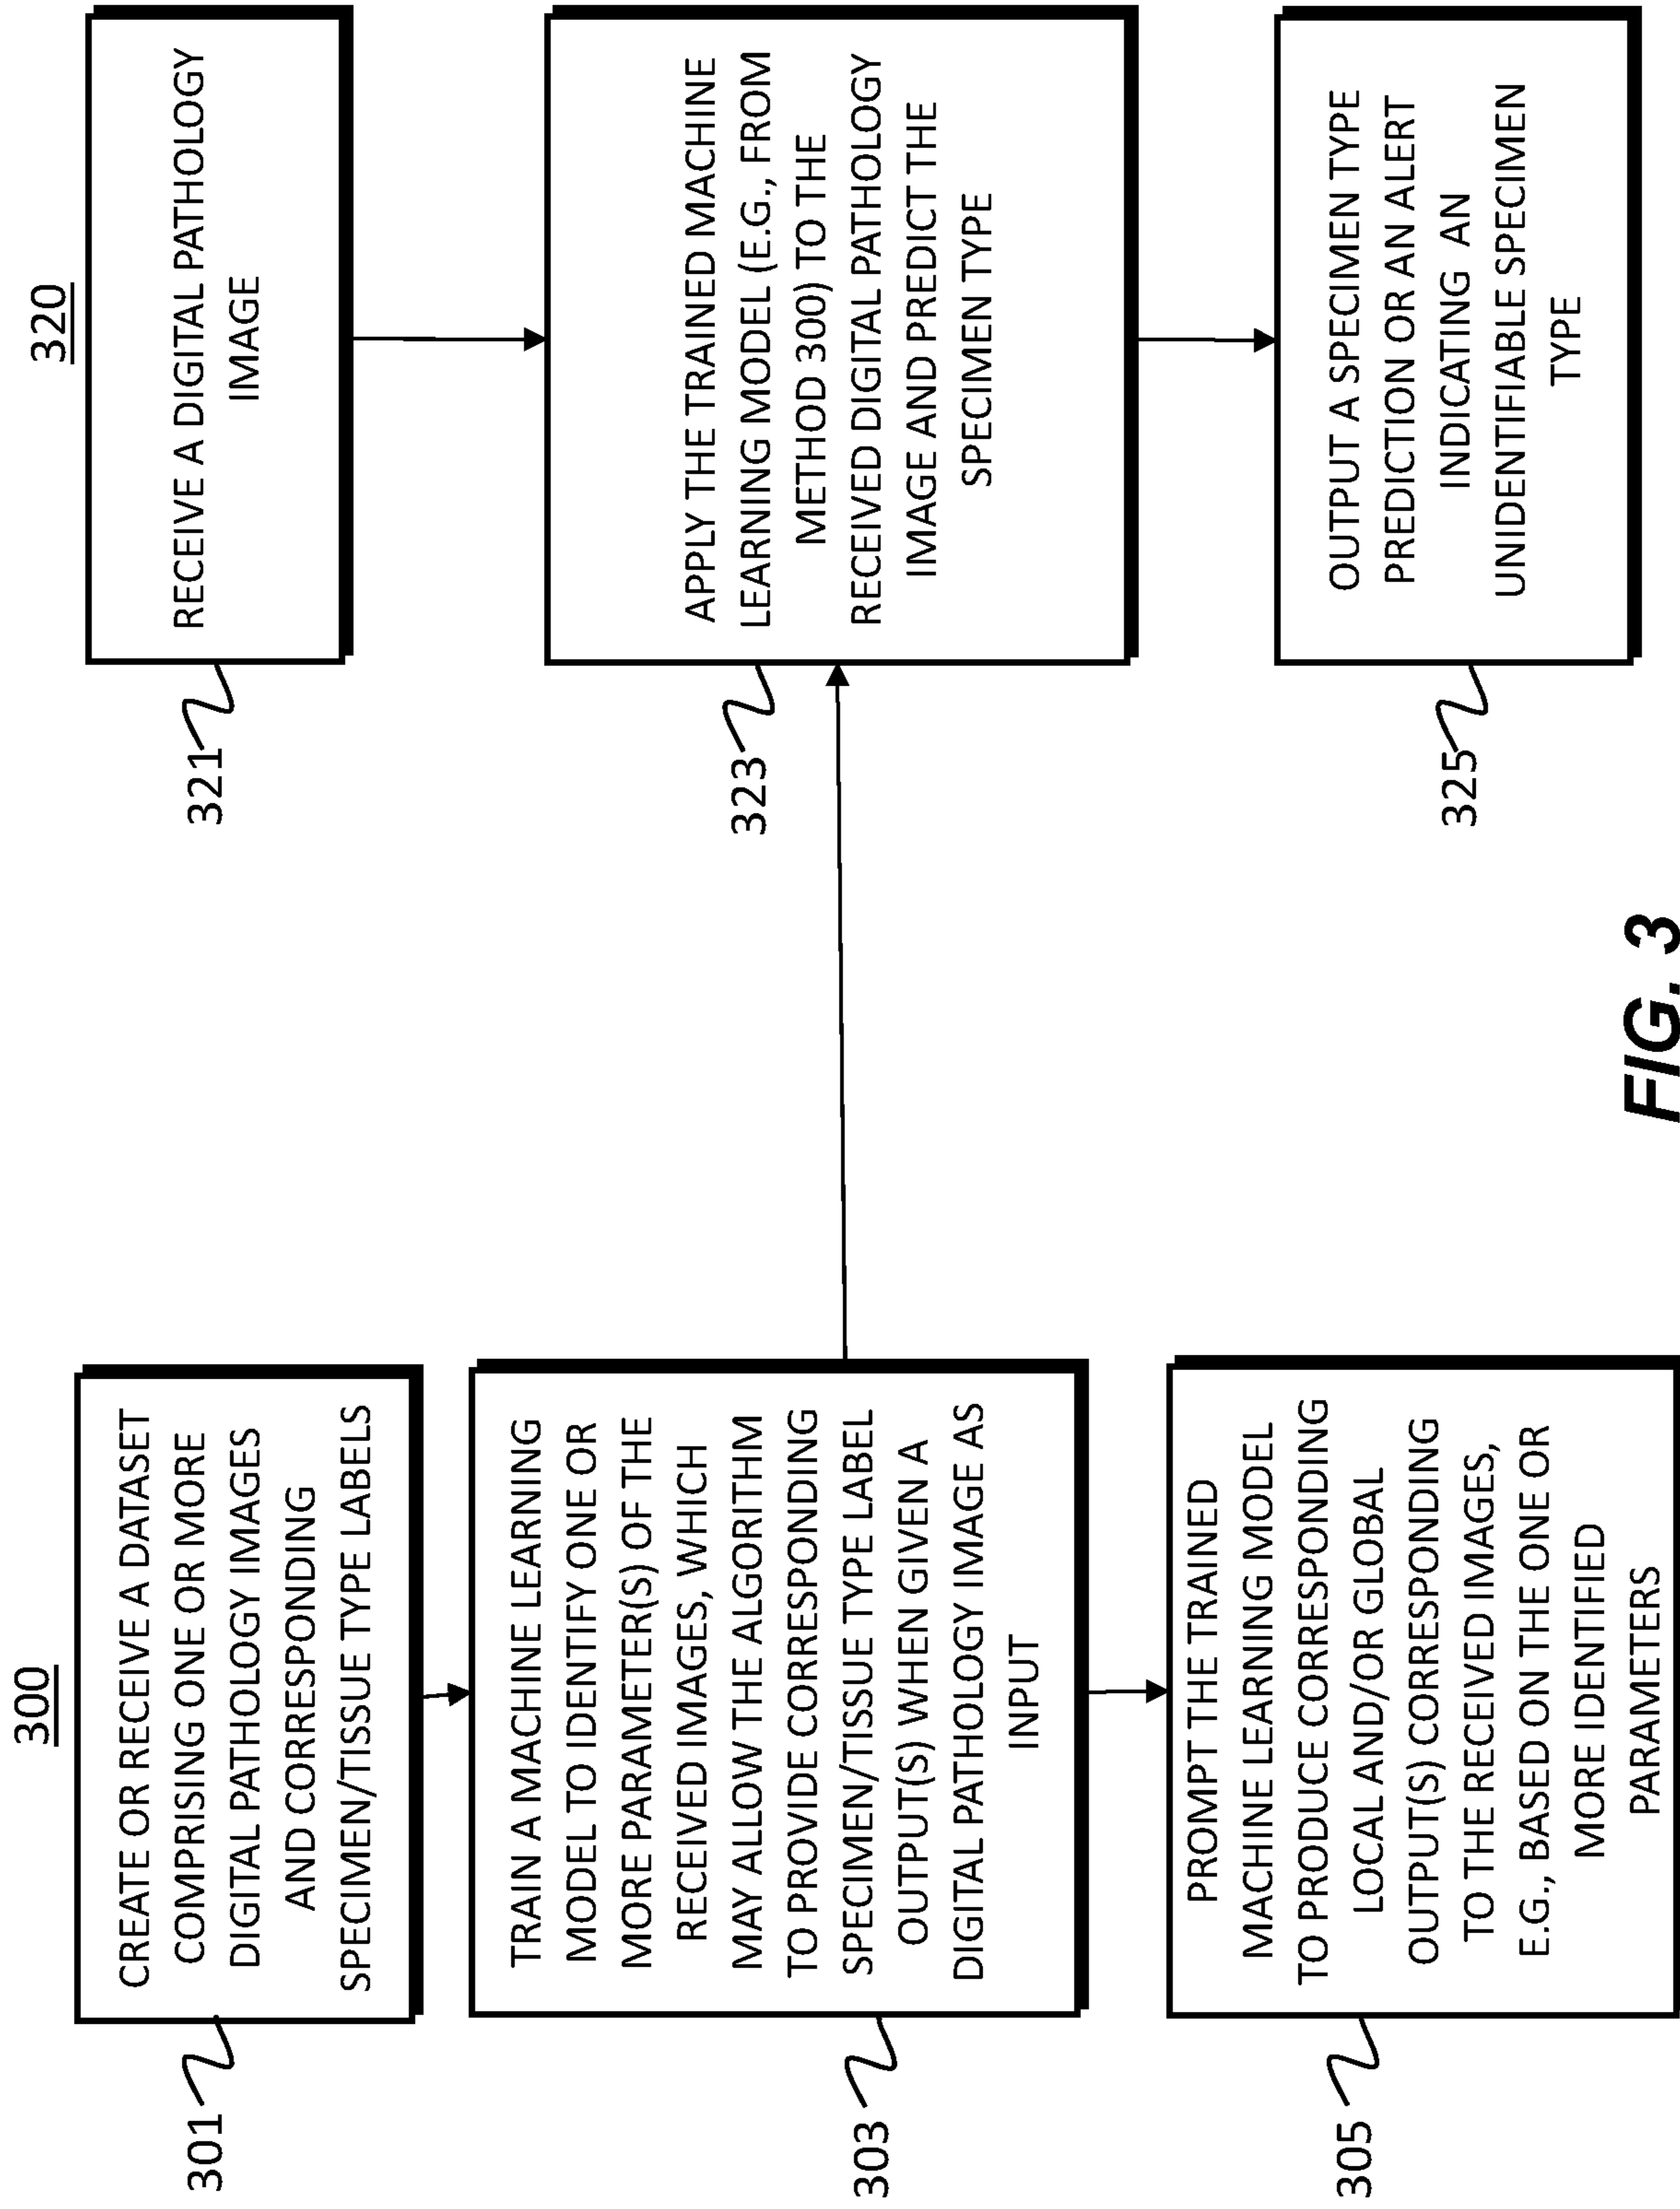 300
301
CREATE OR RECEIVE A DATASET
COMPRISING ONE OR MORE
DIGITAL PATHOLOGY IMAGES
AND CORRESPONDING
SPECIMEN/TISSUE TYPE LABELS
303
TRAIN A MACHINE LEARNING
MODEL TO IDENTIFY ONE OR
MORE PARAMETER(S) OF THE
RECEIVED IMAGES, WHICH
MAY ALLOW THE ALGORITHM
TO PROVIDE CORRESPONDING
SPECIMEN/TISSUE TYPE LABEL
OUTPUT(S) WHEN GIVEN A
DIGITAL PATHOLOGY IMAGE AS
INPUT
305
PROMPT THE TRAINED
MACHINE LEARNING MODEL
TO PRODUCE CORRESPONDING
LOCAL AND/OR GLOBAL
OUTPUT(S) CORRESPONDING
TO THE RECEIVED IMAGES,
E.G., BASED ON THE ONE OR
MORE IDENTIFIED
PARAMETERS
320
321
RECEIVE A DIGITAL PATHOLOGY
IMAGE
323
APPLY THE TRAINED MACHINE
LEARNING MODEL (E.G., FROM
METHOD 300) TO THE
RECEIVED DIGITAL PATHOLOGY
IMAGE AND PREDICT THE
SPECIMEN TYPE
325
OUTPUT A SPECIMEN TYPE
PREDICTION OR AN ALERT
INDICATING AN
UNIDENTIFIABLE SPECIMEN
TYPE
FIG. 3